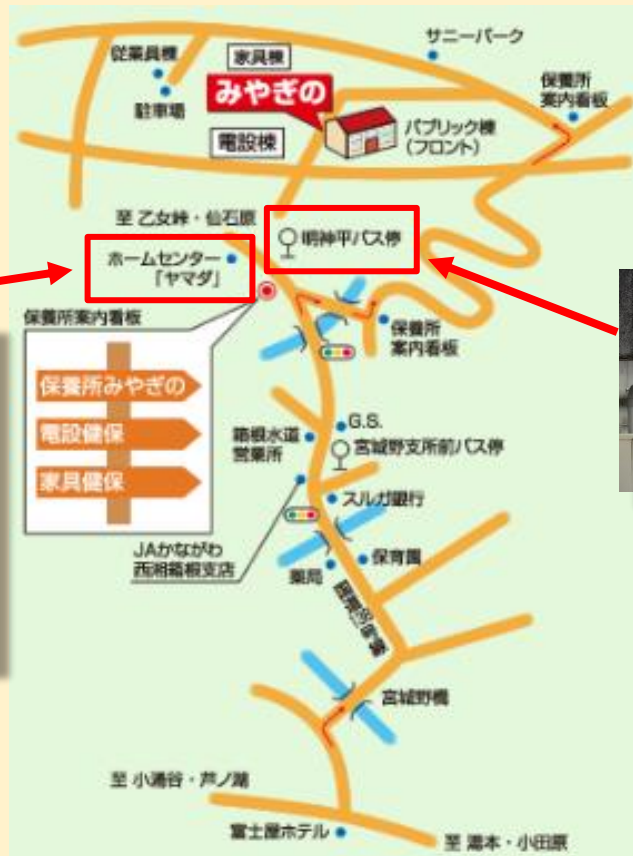 サニーパーク
従業員棟
家具棟
保養所
案内看板
みやぎの
駐車場
電設棟
パブリック棟
(フロント)
至 乙女峠・仙石原
明神平バス停
ホームセンター
「ヤマダ」
保養所案内看板
保養所
案内看板
保養所みやぎの
電設健保
家具健保
箱根水道
営業所
G.S.
宮城野支所前バス停
スルガ銀行
JAかながわ
西湘箱根支店
薬局
保育園
宮城野橋
至 小涌谷・芦ノ湖
富士屋ホテル
至 湯本・小田原